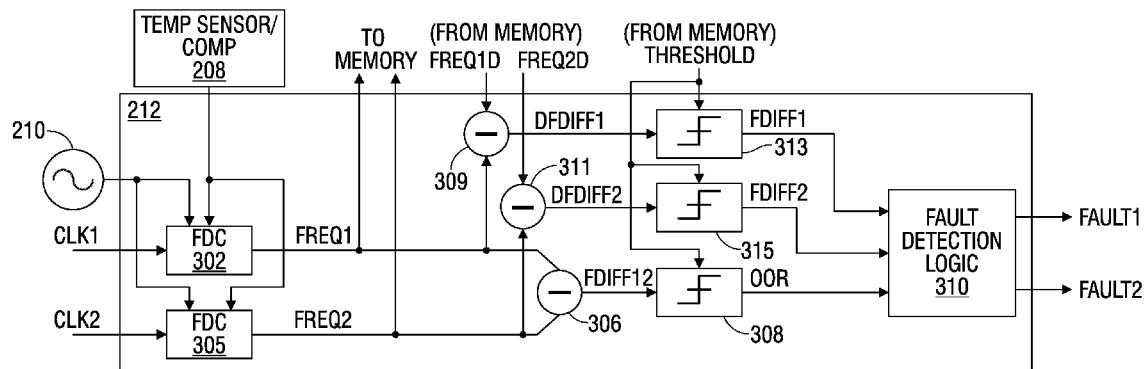 TEMP SENSOR/
COMP
208
TO
MEMORY
(FROM MEMORY)
FREQ1D
FREQ2D
(FROM MEMORY)
THRESHOLD
212
210
309
DFDIFF1
FDIFF1
313
311
DFDIFF2
FDIFF2
315
CLK1
FDC
302
FREQ1
FDIFF12
306
OOR
308
CLK2
FDC
305
FREQ2
FAULT
DETECTION
LOGIC
310
FAULT1
FAULT2